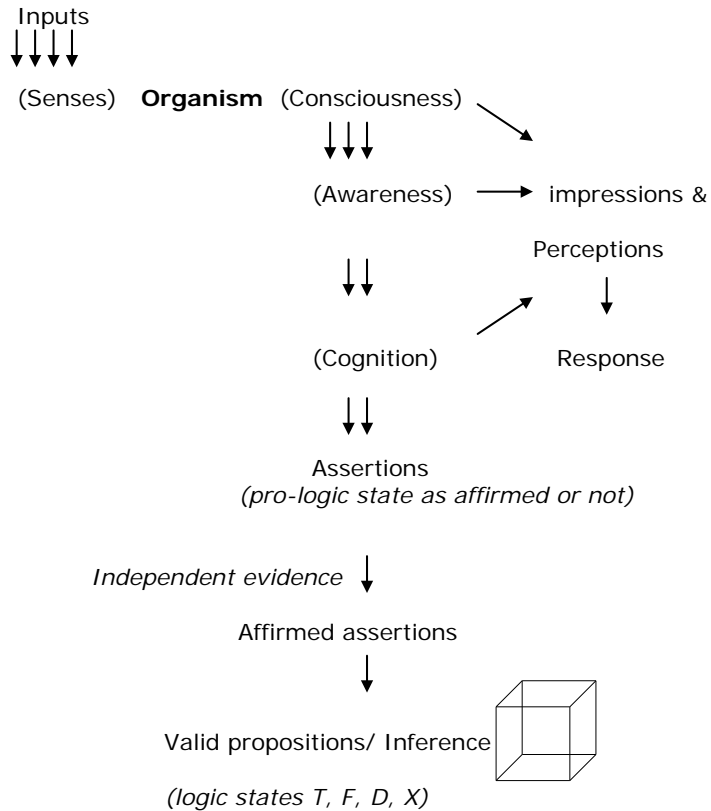 Inputs
(Senses) Organism (Consciousness)
(Awareness) impressions &
Perceptions
(Cognition) Response
Assertions
(pro-logic state as affirmed or not)
Independent evidence
Affirmed assertions
Valid propositions/ Inference
(logic states T, F, D, X)